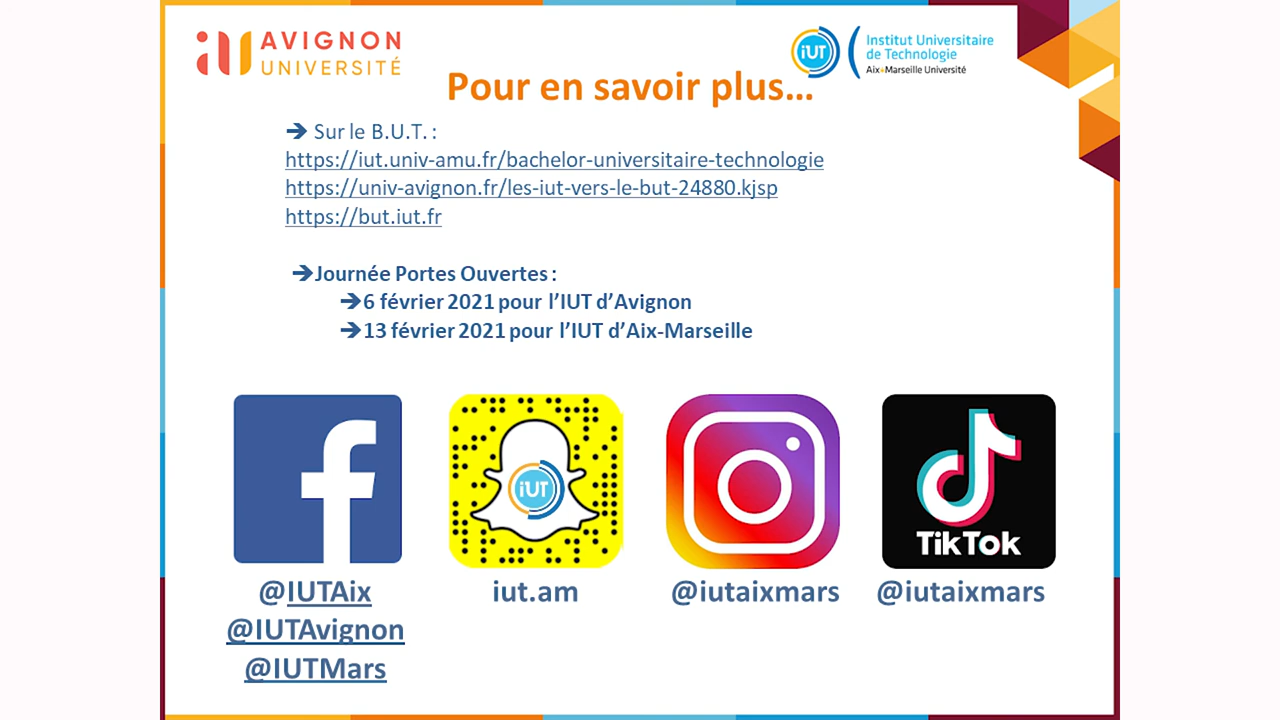 AVIGNON
UNIVERSITÉ
iUT
Institut Universitaire
de Technologie
Aix+Marseille Université
Pour en savoir plus...
➔ Sur le B.U.T. :
https://iut.univ-amu.fr/bachelor-universitaire-technologie
https://univ-avignon.fr/les-iut-vers-le-but-24880.kjsp
https://but.iut.fr
➔Journée Portes Ouvertes :
➔6 février 2021 pour l’IUT d’Avignon
➔13 février 2021 pour l’IUT d’Aix-Marseille
iUT
TikTok
@IUTAix
@IUTAvignon
@IUTMars
iut.am
@iutaixmars
@iutaixmars